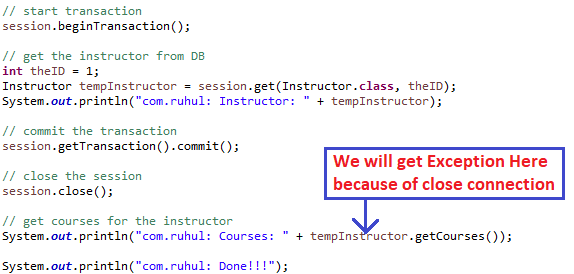 // start transaction
session.beginTransaction();
// get the instructor from DB
int theID = 1;
Instructor tempInstructor = session.get(Instructor.class, theID);
System.out.println("com.ruhul: Instructor: " + tempInstructor);
// commit the transaction
session.getTransaction().commit();
We will get Exception Here
because of close connection
// close the session
session.close();
// get courses for the instructor
System.out.println("com.ruhul: Courses: " + tempInstructor.getCourses());
System.out.println("com.ruhul: Done!!!");